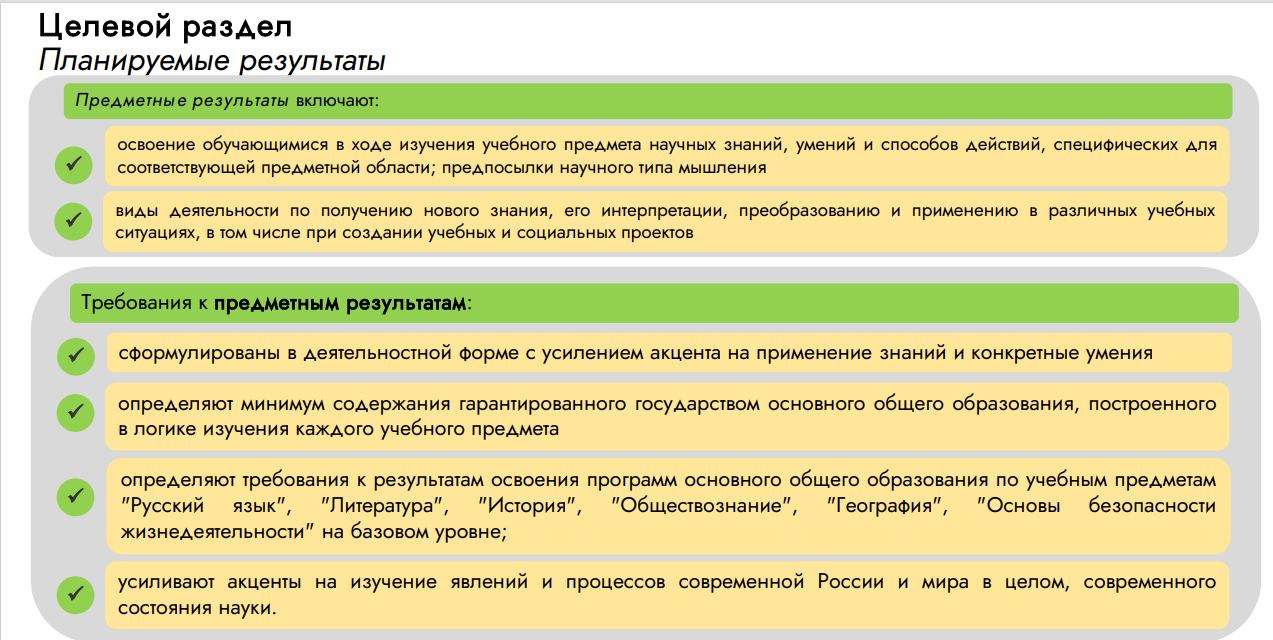 Целевой раздел
Планируемые результаты
Предметные результаты включают:
освоение обучающимися в ходе изучения учебного предмета научных знаний, умений и способов действий, специфических для
соответствующей предметной области; предпосылки научного типа мышления
виды деятельности по получению нового знания, его интерпретации, преобразованию и применению в различных учебных
ситуациях, в том числе при создании учебных и социальных проектов
Требования к предметным результатам:
сформулированы в деятельностной форме с усилением акцента на применение знаний и конкретные умения
определяют минимум содержания гарантированного государством основного общего образования, построенного
в логике изучения каждого учебного предмета
определяют требования к результатам освоения программ основного общего образования по учебным предметам
"Русский язык", "Литература", "История", "Обществознание", "География", "Основы безопасности
жизнедеятельности" на базовом уровне;
усиливают акценты на изучение явлений и процессов современной России и мира в целом, современного
состояния науки.